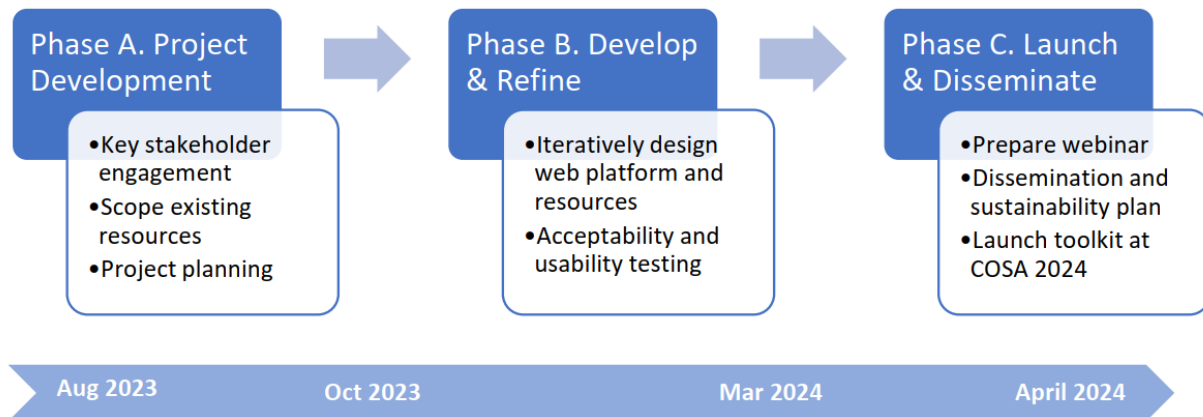 Phase A. Project
Development
•Key stakeholder
engagement
•Scope existing
resources
•Project planning
Phase B. Develop
& Refine
•Iteratively design
web platform and
resources
•Acceptability and
usability testing
Phase C. Launch
& Disseminate
•Prepare webinar
•Dissemination and
sustainability plan
•Launch toolkit at
COSA 2024
Aug 2023
Oct 2023
Mar 2024
April 2024